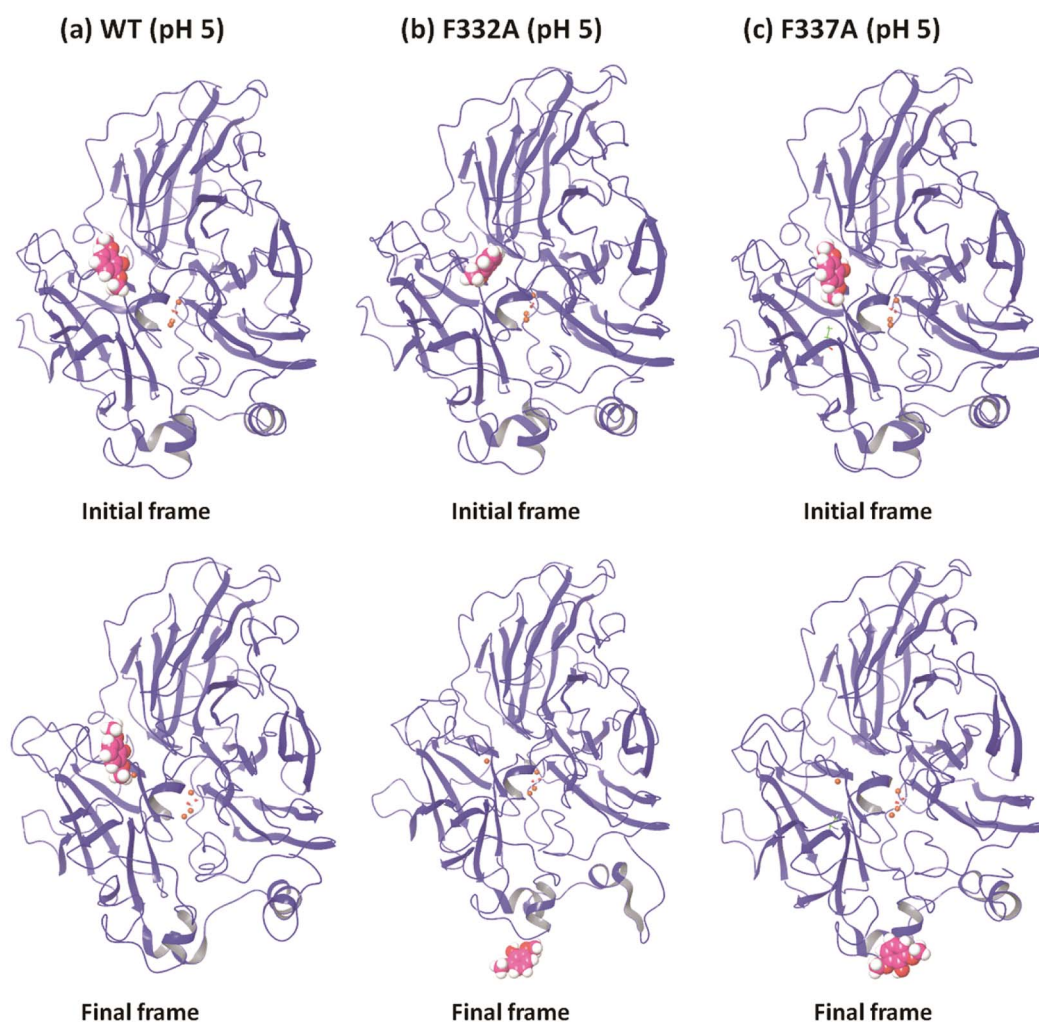 (a) WT (pH 5) (b) F332A (pH 5) (c) F337A (pH 5)
Initial frame Initial frame Initial frame
Final frame Final frame Final frame